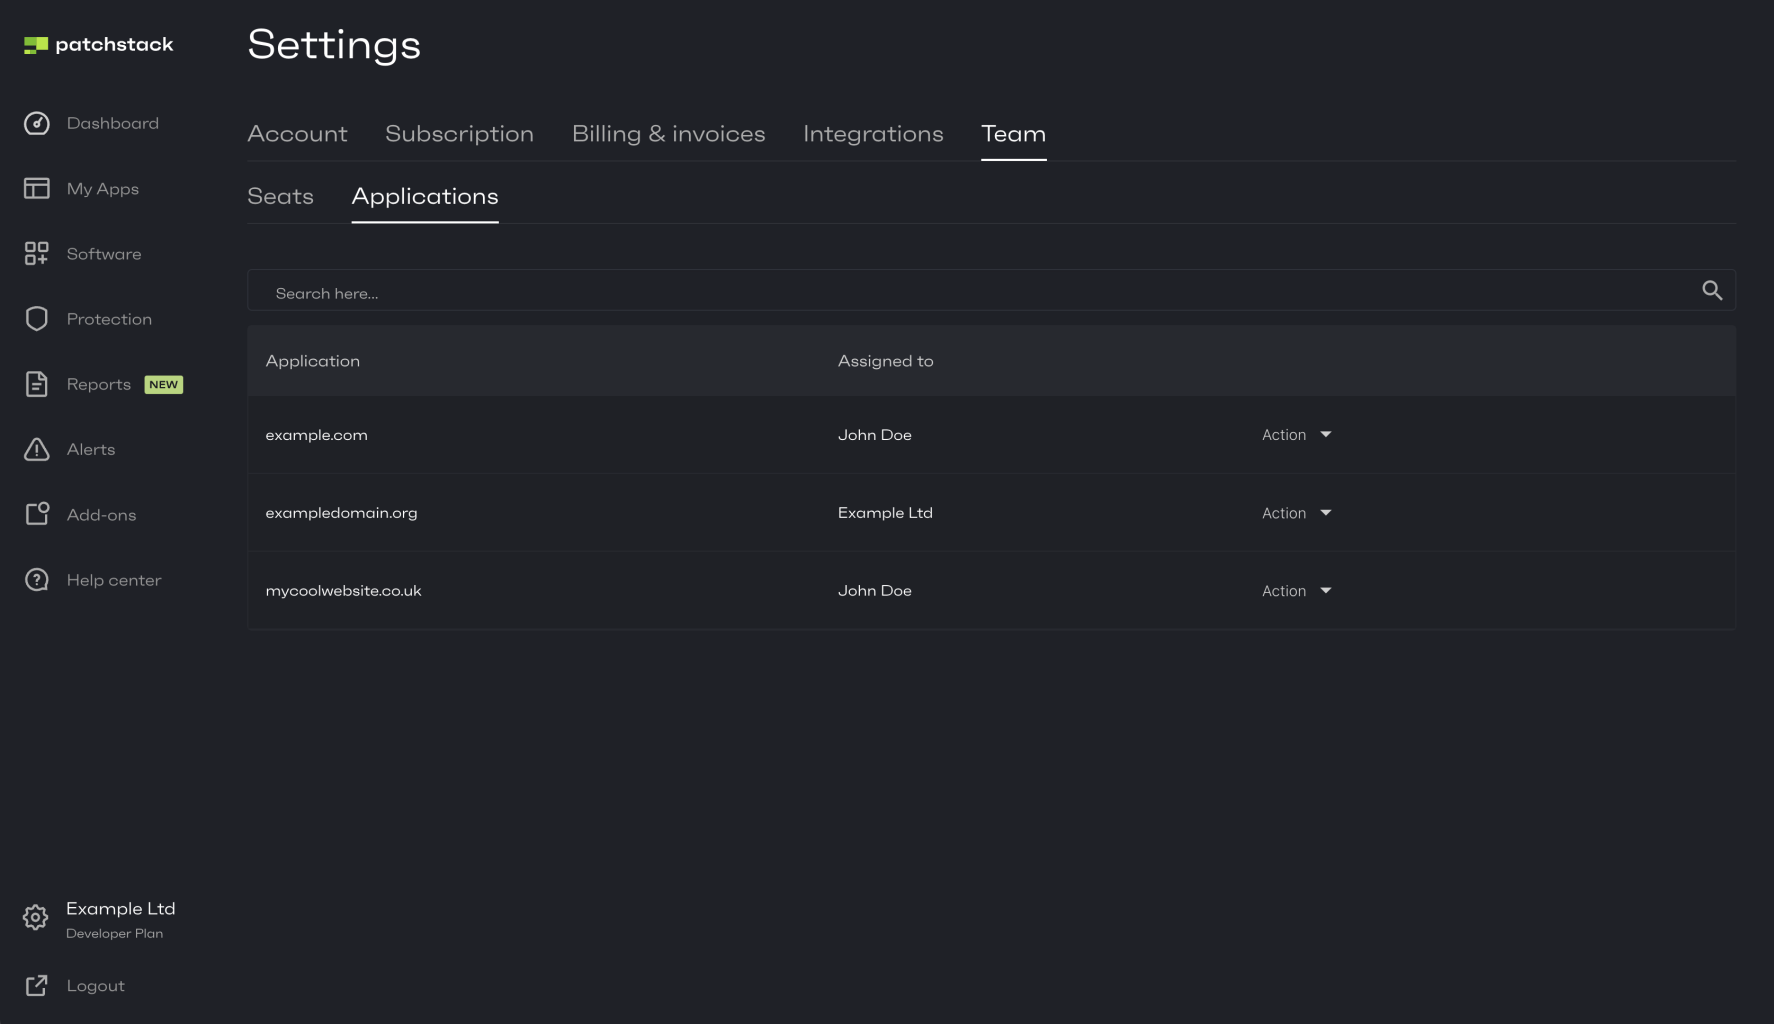 patchstack
Settings
Dashboard
My Apps
Software
Protection
Reports NEW
Alerts
Add-ons
Help center
Account Subscription Billing & invoices Integrations Team
Seats Applications
Search here...
Application Assigned to
example.com John Doe Action
exampledomain.org Example Ltd Action
mycoolwebsite.co.uk John Doe Action
Example Ltd
Developer Plan
Logout